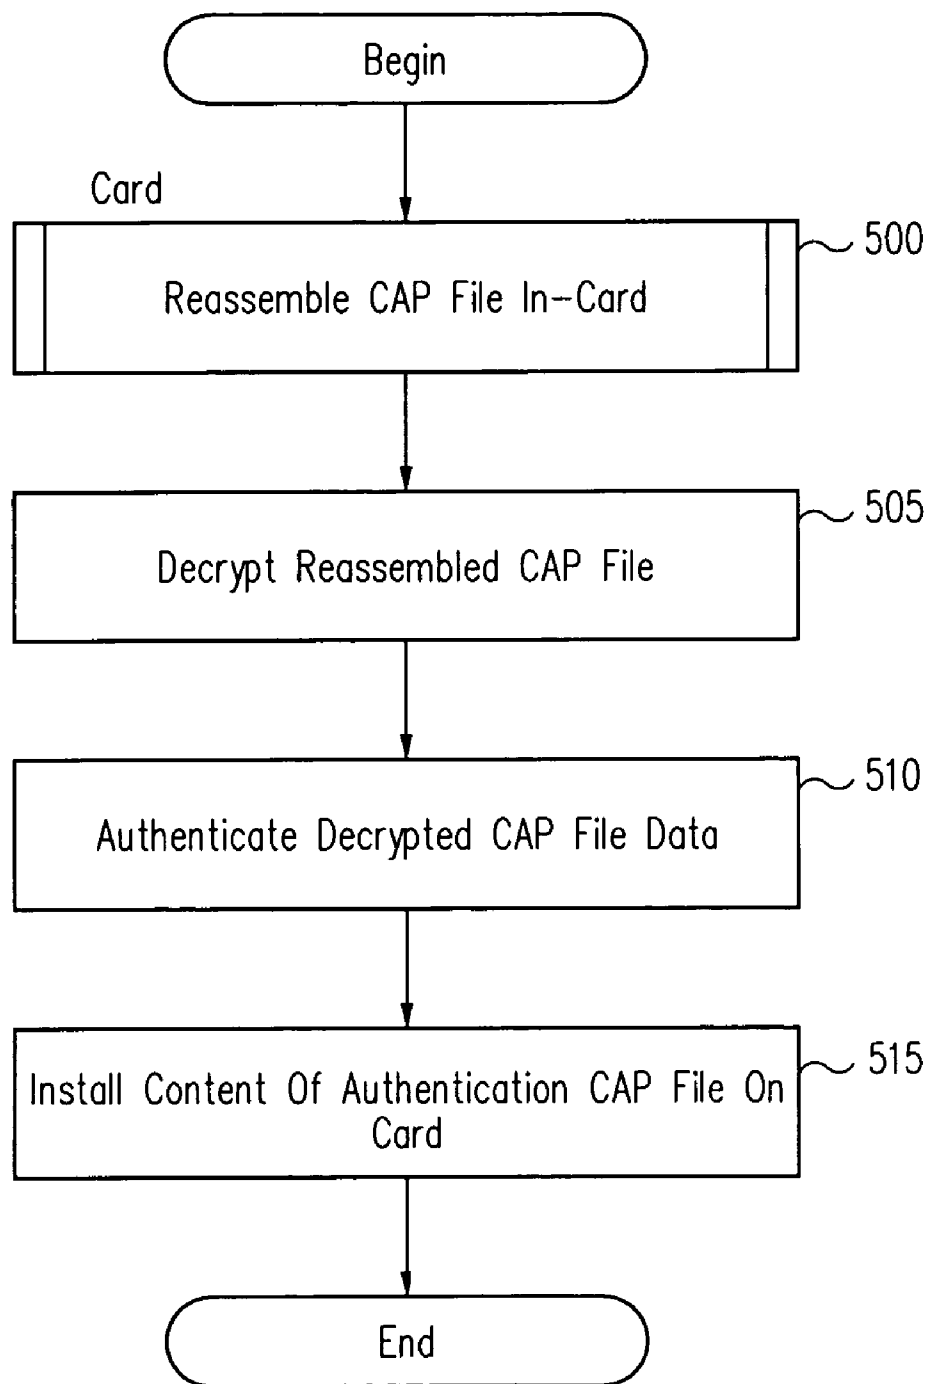 Begin
Card
500
Reassemble CAP File In-Card
505
Decrypt Reassembled CAP File
510
Authenticate Decrypted CAP File Data
515
Install Content Of Authentication CAP File On
Card
End